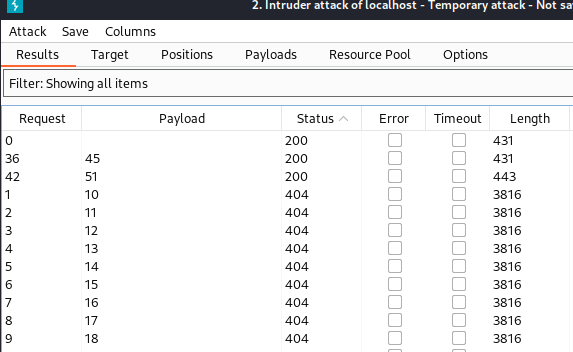 2. Intruder attack of localhost - Temporary attack - Not sa
Attack Save Columns
Results Target Positions Payloads Resource Pool Options
Filter: Showing all items
Request Payload Status Error Timeout Length
0 200 431
36 45 200 431
42 51 200 443
1 10 404 3816
2 11 404 3816
3 12 404 3816
4 13 404 3816
5 14 404 3816
6 15 404 3816
7 16 404 3816
8 17 404 3816
9 18 404 3816